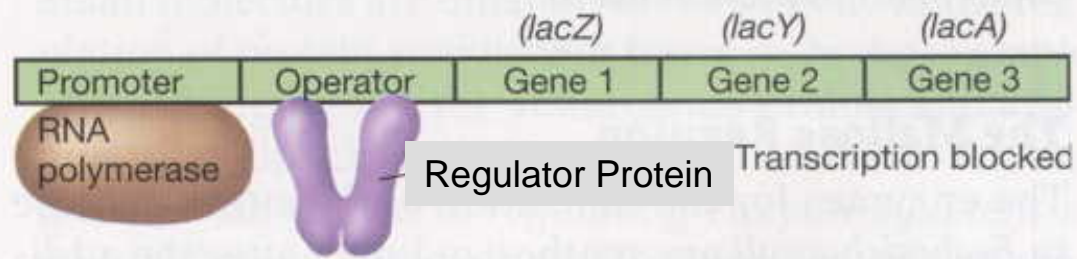 (lacZ) (lacY) (lacA)
Promoter Operator Gene 1 Gene 2 Gene 3
RNA
polymerase
Regulator Protein
Transcription blocked